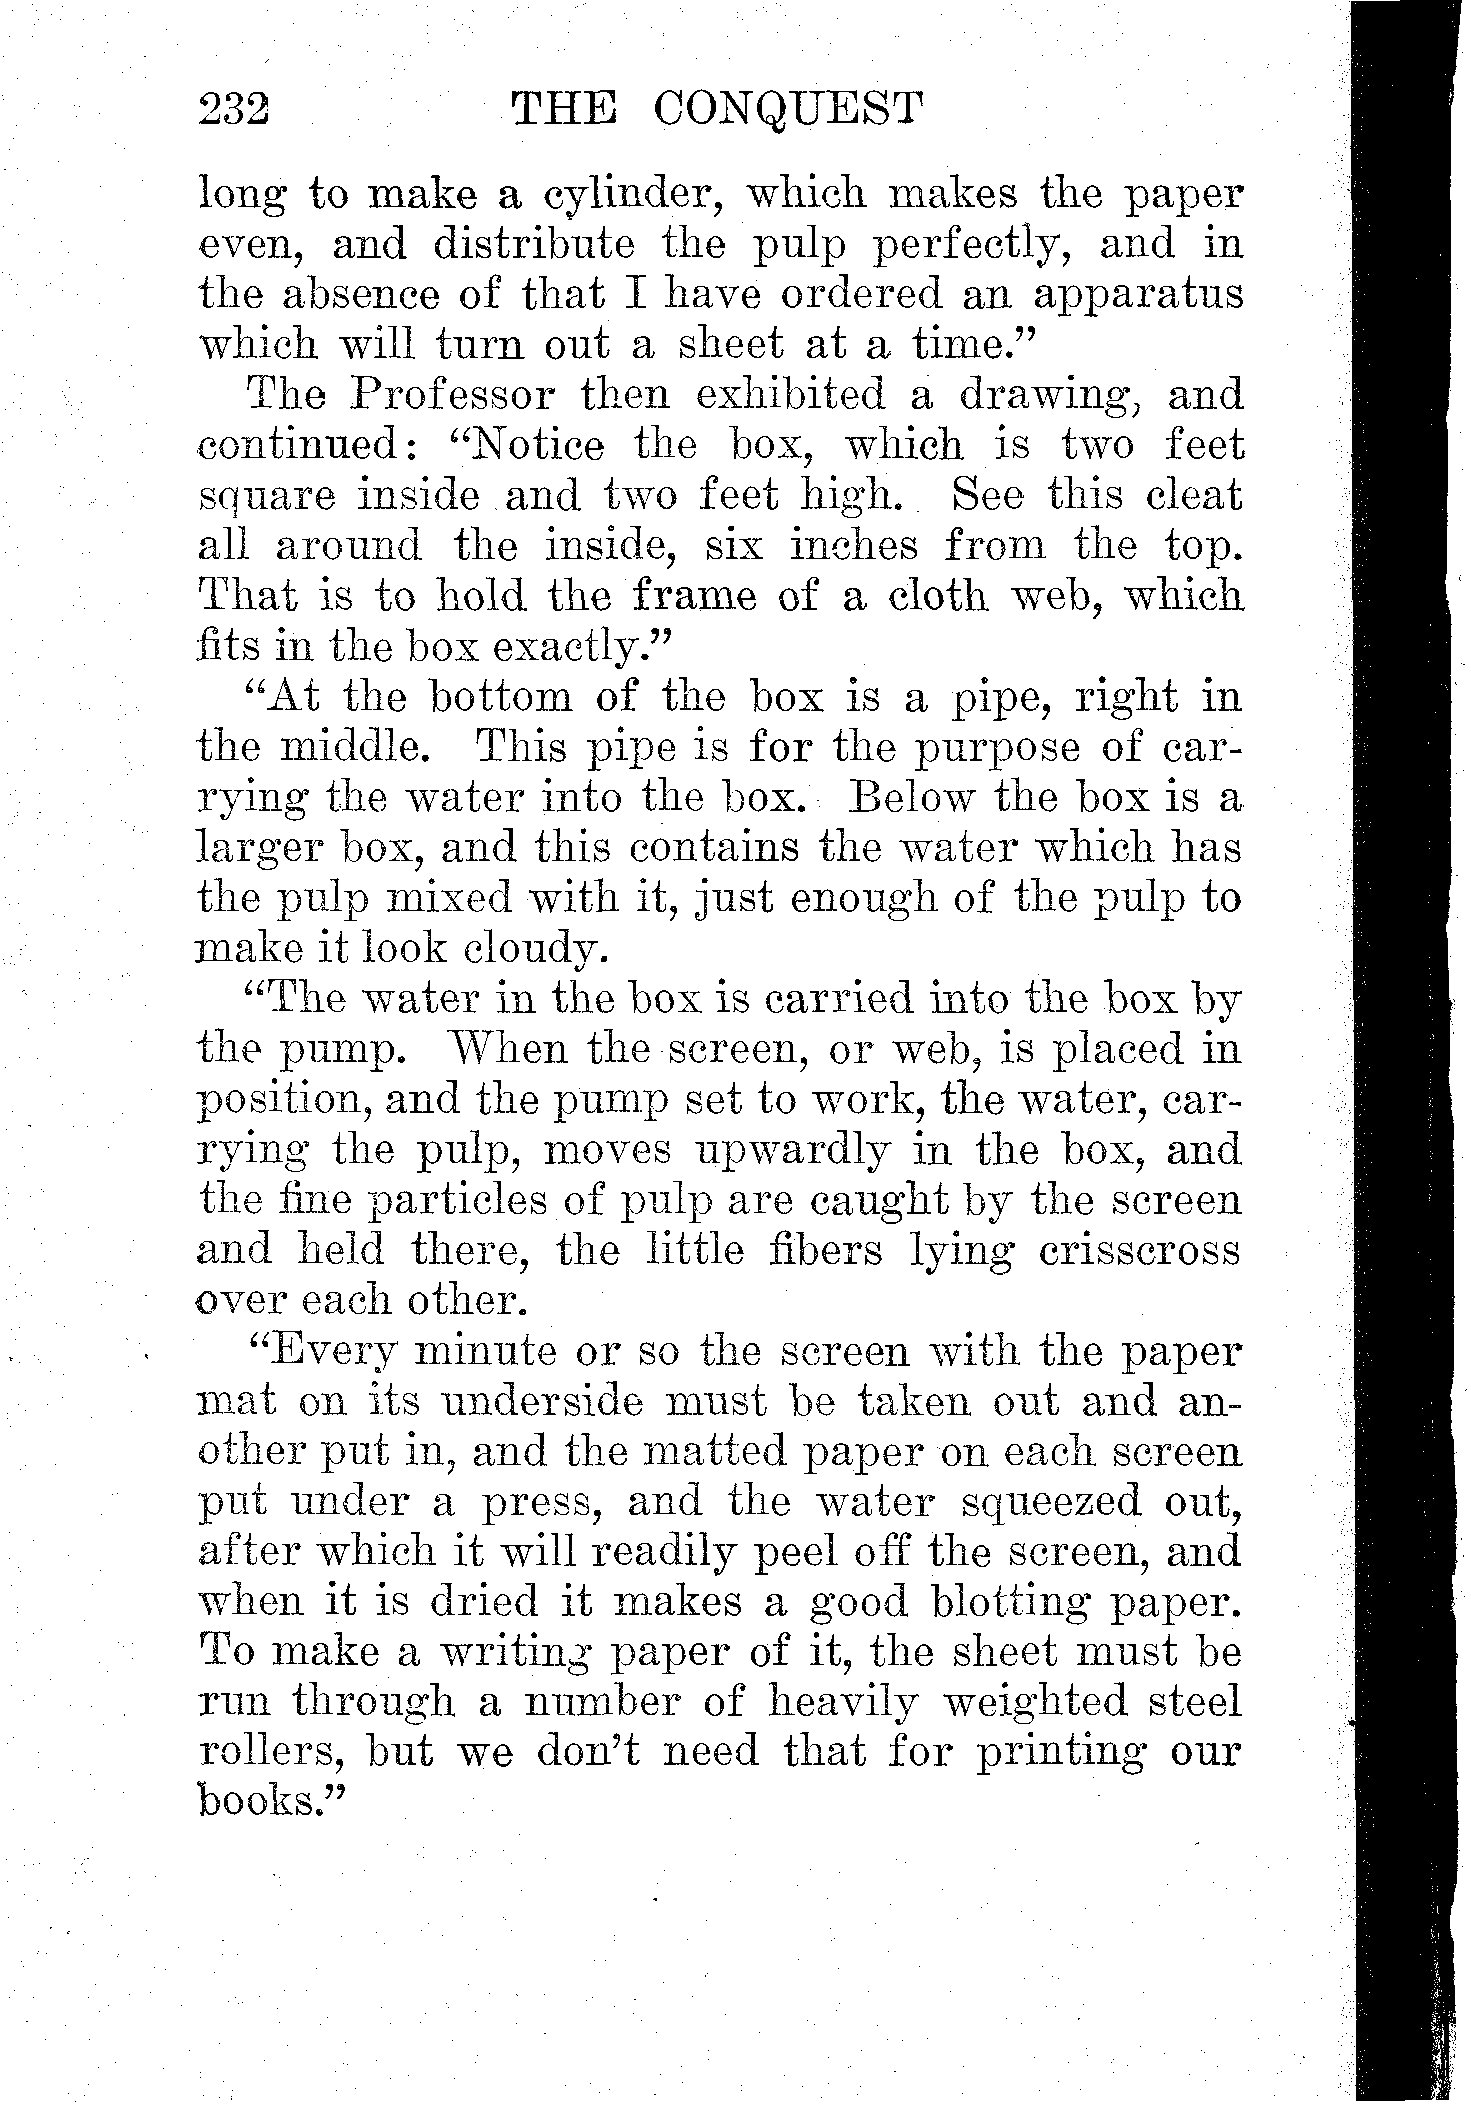 232 THE CONQUEST
long to make a cylinder, which makes the paper
even, and distribute the pulp perfectly, and in
the absence of that I have ordered an apparatus
which will turn out a sheet at a time.”
The Professor then exhibited a drawing, and
continued: “Notice the box, which is two feet
square inside and two feet high. See this cleat
all around the inside, six inches from the top.
That is to hold the frame of a cloth web, which
fits in the box exactly.”
“At the bottom of the box is a pipe, right in
the middle. This pipe is for the purpose of car-
rying the water into the box. Below the box is a
larger box, and this contains the water which has
the pulp mixed with it, just enough of the pulp to
make it look cloudy.
“The water in the box is carried into the box by
the pump. When the screen, or web, is placed in
position, and the pump set to work, the water, car-
rying the pulp, moves upwardly in the box, and
the fine particles of pulp are caught by the screen
and held there, the little fibers lying crisscross
over each other.
“Every minute or so the screen with the paper
mat on its underside must be taken out and an-
other put in, and the matted paper on each screen
put under a press, and the water squeezed out,
after which it will readily peel off the screen, and
when it is dried it makes a good blotting paper.
To make a writing paper of it, the sheet must be
run through a number of heavily weighted steel
rollers, but we don’t need that for printing our
books.”